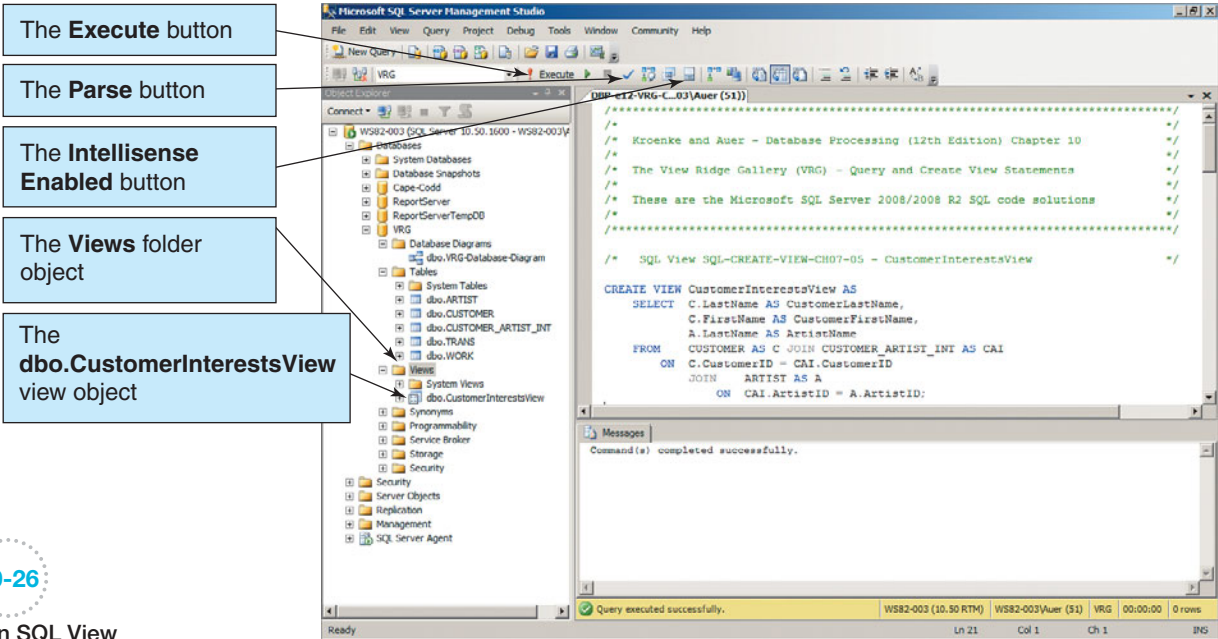 The Execute button
The Parse button
The Intellisense
Enabled button
The Views folder
object
The
dbo.CustomerInterestsView
view object
-26
n SQL View
Microsoft SQL Server Management Studio
File Edit View Query Project Debug Tools Window Community Help
New Query
VRG Execute
Object Explorer
Connect
WS82-003 (SQL Server 10.50.1600 - WS82-003\A
Databases
System Databases
Database Snapshots
Cape-Codd
ReportServer
ReportServerTempDB
VRG
Database Diagrams
dbo.VRG-Database-Diagram
Tables
System Tables
dbo.ARTIST
dbo.CUSTOMER
dbo.CUSTOMER_ARTIST_INT
dbo.TRANS
dbo.WORK
Views
System Views
dbo.CustomerInterestsView
Synonyms
Programmability
Service Broker
Storage
Security
Security
Server Objects
Replication
Management
SQL Server Agent
DBP-e12-VRG-C...03\Auer (51))
/********************************************************************************/
/* */
/* Kroenke and Auer - Database Processing (12th Edition) Chapter 10 */
/* */
/* The View Ridge Gallery (VRG) - Query and Create View Statements */
/* */
/* These are the Microsoft SQL Server 2008/2008 R2 SQL code solutions */
/* */
/********************************************************************************/
/* SQL View SQL-CREATE-VIEW-CH07-05 - CustomerInterestsView */
CREATE VIEW CustomerInterestsView AS
SELECT C.LastName AS CustomerLastName,
C.FirstName AS CustomerFirstName,
A.LastName AS ArtistName
FROM CUSTOMER AS C JOIN CUSTOMER_ARTIST_INT AS CAI
ON C.CustomerID = CAI.CustomerID
JOIN ARTIST AS A
ON CAI.ArtistID = A.ArtistID;
Messages
Command(s) completed successfully.
Query executed successfully. WS82-003 (10.50 RTM) WS82-003\Auer (51) VRG 00:00:00 0 rows
Ready Ln 21 Col 1 Ch 1 INS